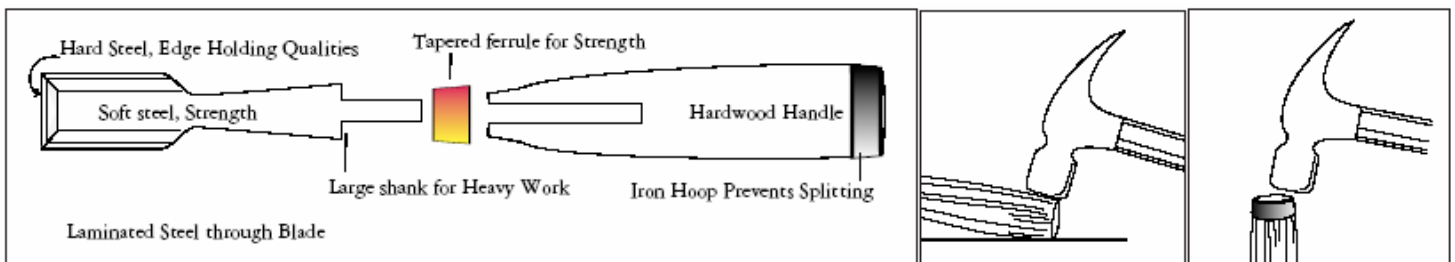 Hard Steel, Edge Holding Qualities
Tapered ferrule for Strength
Soft steel, Strength
Hardwood Handle
Large shank for Heavy Work
Iron Hoop Prevents Splitting
Laminated Steel through Blade